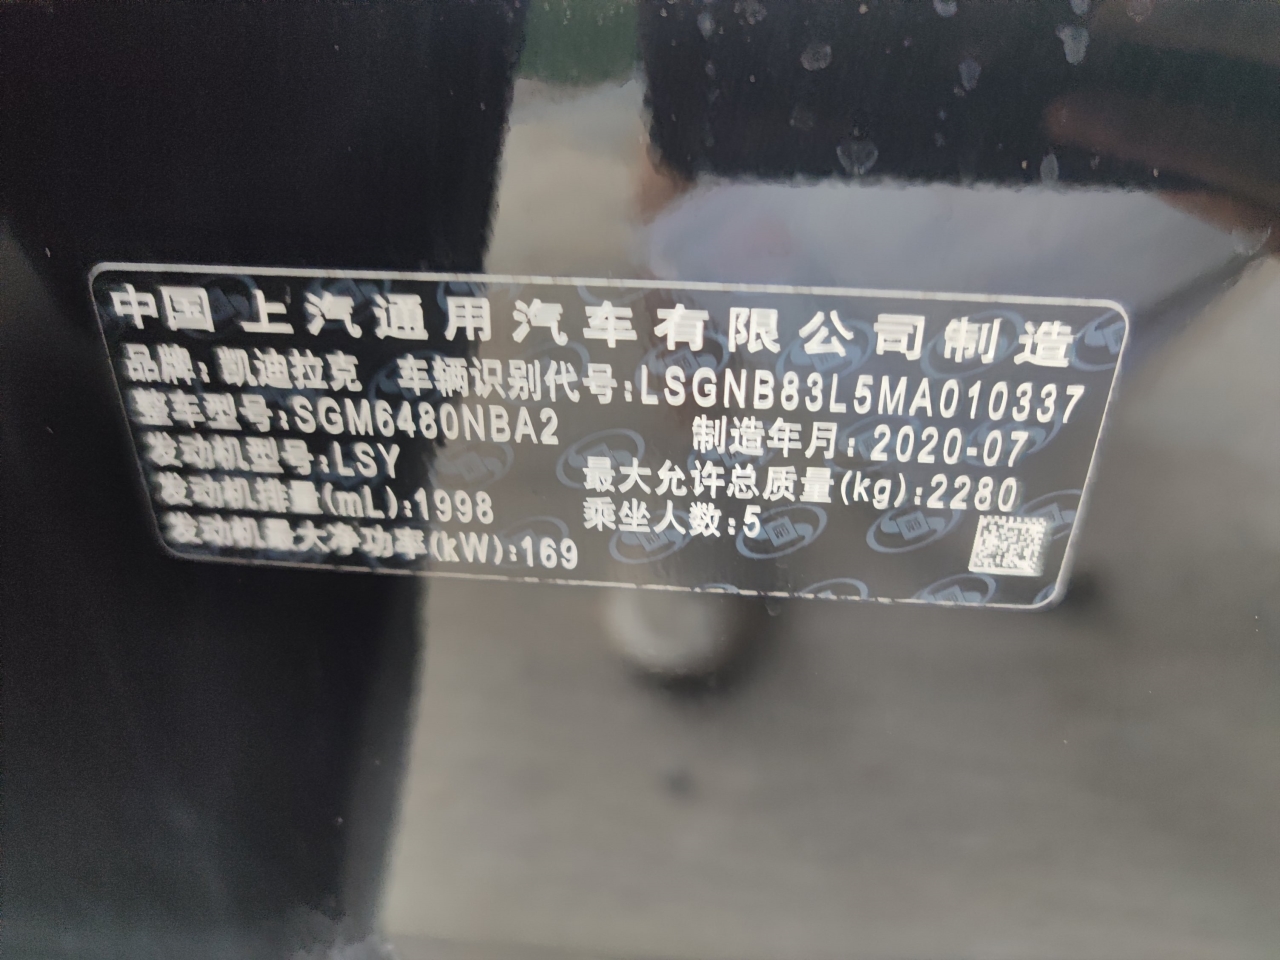 中国 上汽通用汽车有限公司制造
品牌:凯迪拉克 车辆识别代号:LSGNB83L5MA010337
整车型号:SGM6480NBA2 制造年月:2020-07
发动机型号:LSY 最大允许总质量(kg):2280
发动机排量(mL):1998 乘坐人数:5
发动机最大净功率(kW):169